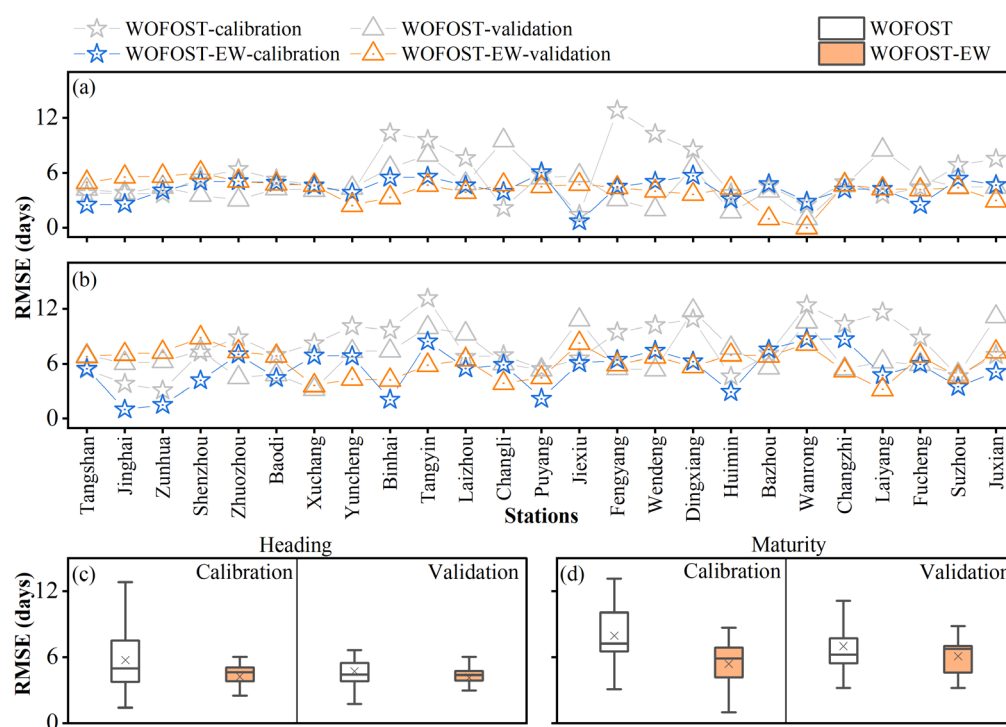 WOFOST-calibration
WOFOST-validation
WOFOST
WOFOST-EW-calibration
WOFOST-EW-validation
WOFOST-EW
(a)
12
6
0
RMSE (days)
(b)
12
6
0
Tangshan
Jinghai
Zunhua
Shenzhou
Zhuozhou
Baodi
Xuchang
Yuncheng
Binhai
Tangyin
Laizhou
Changli
Puyang
Jiexiu
Fengyang
Wendeng
Dingxiang
Huimin
Bazhou
Wanrong
Changzhi
Laiyang
Fucheng
Suzhou
Juxian
Stations
Heading
Maturity
(c)
Calibration
Validation
(d)
Calibration
Validation
RMSE (days)
12
6
0